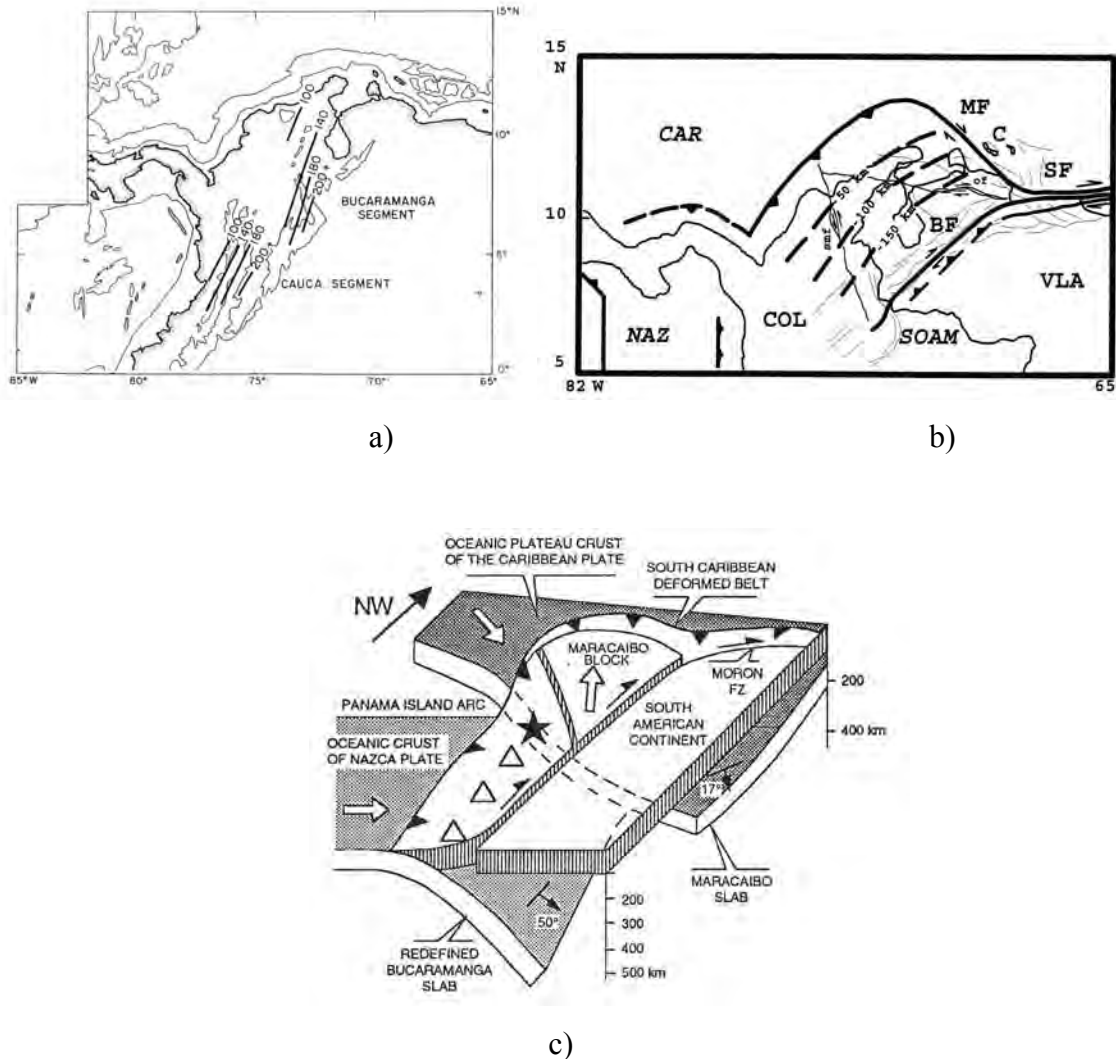 15°N
100
140
10°
180
200 +
BUCARAMANGA
SEGMENT
100
140
180
200 +
5°
CAUCA SEGMENT
0°
85°W
80°
75°
70°
65°
a)
15
N
CAR
MF
C
SF
50 km
of
10
100 km
BF
150 km
smf
VLA
COL
NAZ
SOAM
5
82 W
65
b)
OCEANIC PLATEAU CRUST
OF THE CARIBBEAN PLATE
SOUTH CARIBBEAN
DEFORMED BELT
NW
MARACAIBO
BLOCK
MORON
FZ
200
400 km
PANAMA ISLAND ARC
SOUTH
AMERICAN
CONTINENT
OCEANIC CRUST
OF NAZCA PLATE
17°
MARACAIBO
SLAB
50°
200
300
400
500 km
REDEFINED
BUCARAMANGA
SLAB
c)